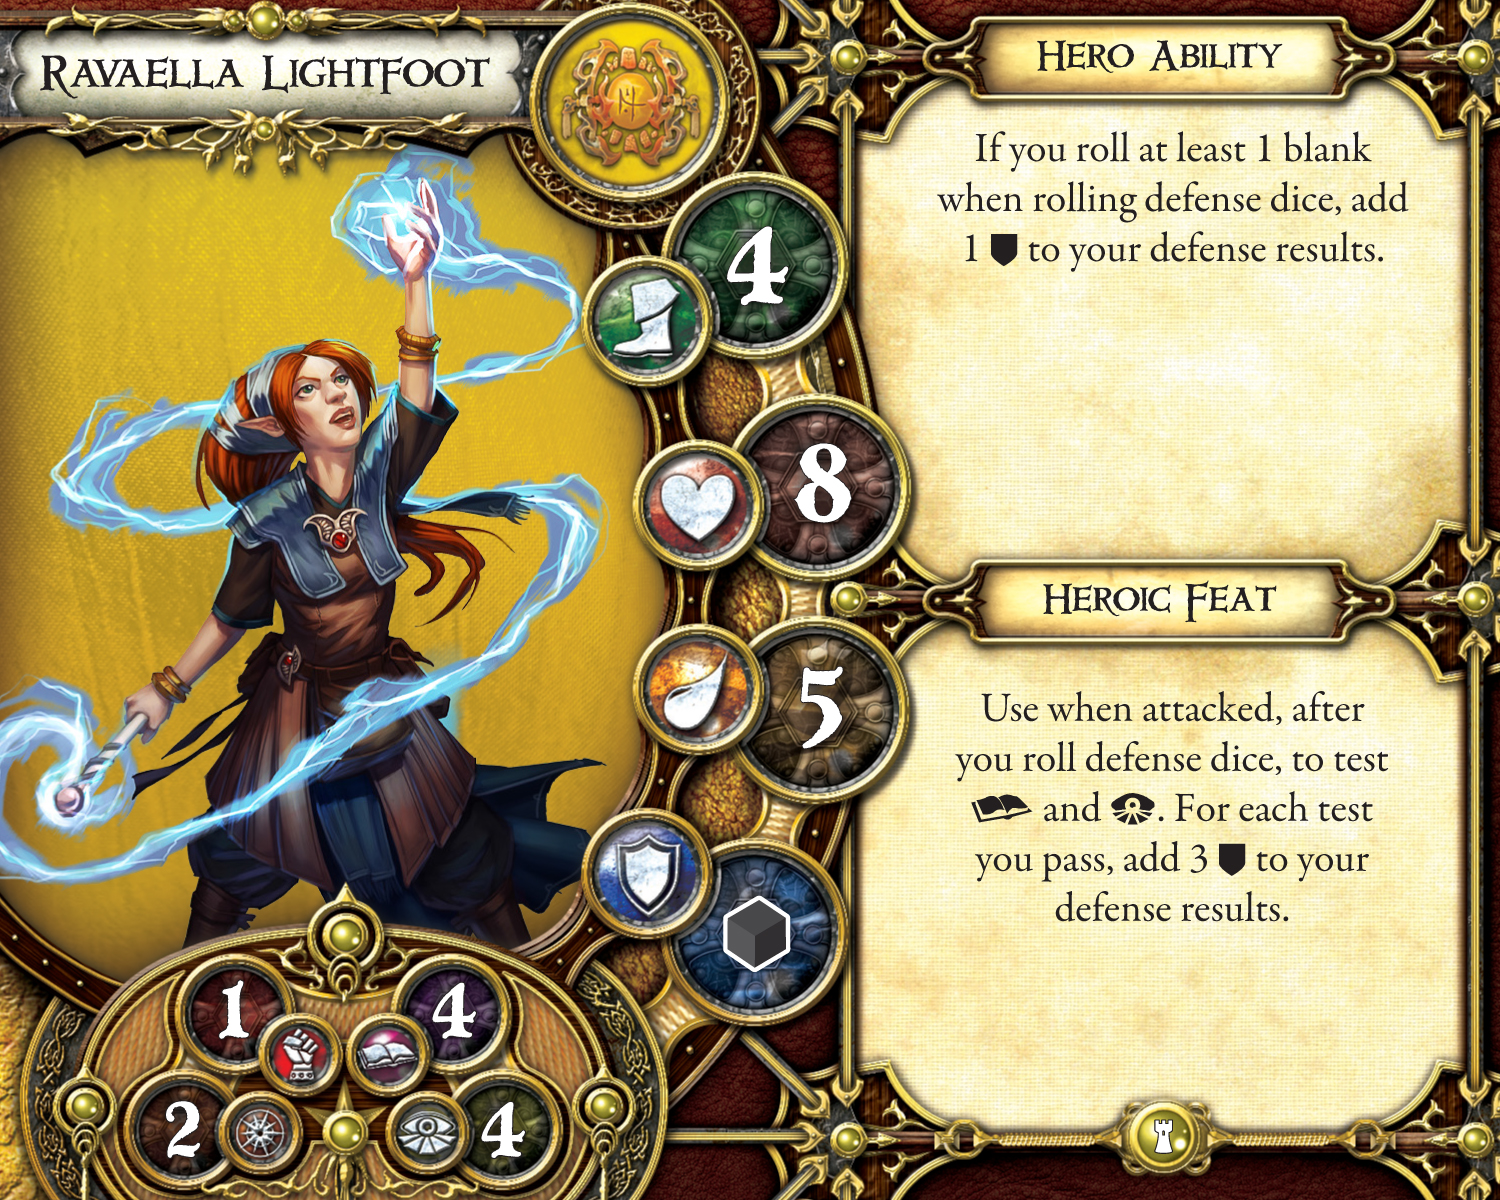 Ravaella Lightfoot
4
8
5
1
4
2
4
Hero Ability
If you roll at least 1 blank
when rolling defense dice, add
1 to your defense results.
Heroic Feat
Use when attacked, after
you roll defense dice, to test
and . For each test
you pass, add 3 to your
defense results.